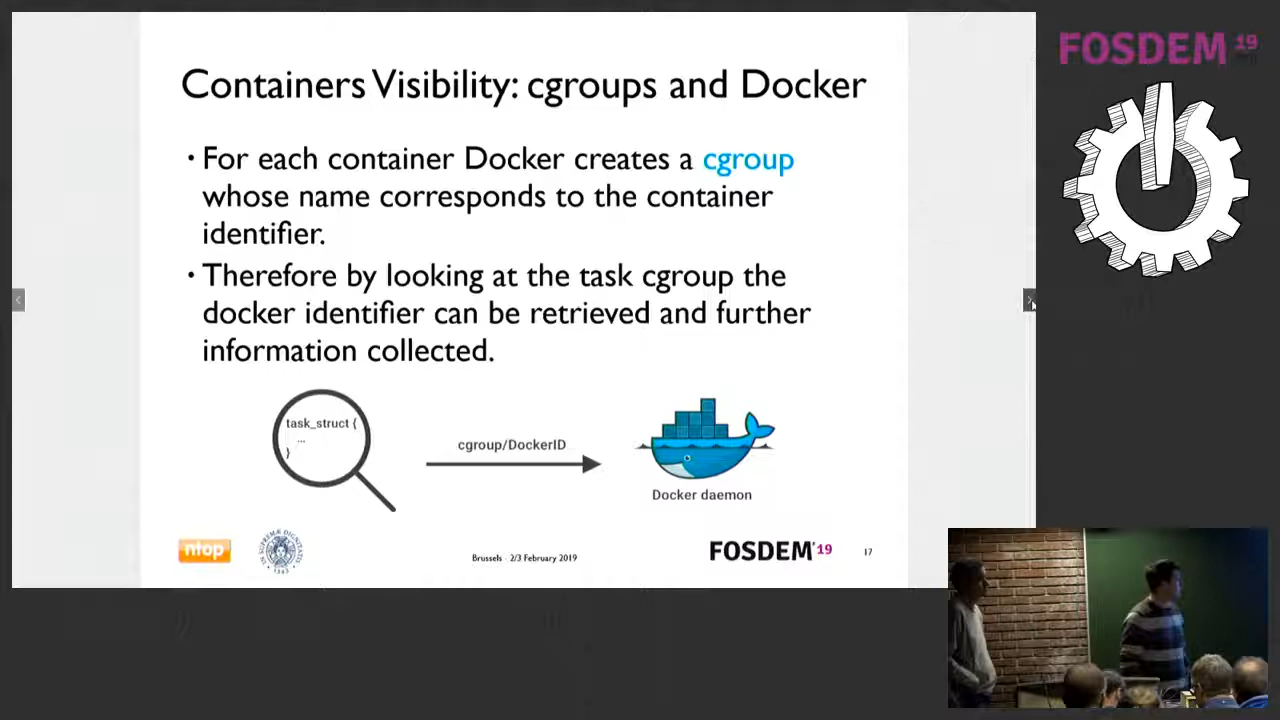 Containers Visibility: cgroups and Docker
• For each container Docker creates a cgroup
whose name corresponds to the container
identifier.
• Therefore by looking at the task cgroup the
docker identifier can be retrieved and further
information collected.
task_struct {
...
}
cgroup/DockerID
Docker daemon
ntop
Brussels - 2/3 February 2019
FOSDEM'19
17
FOSDEM 19